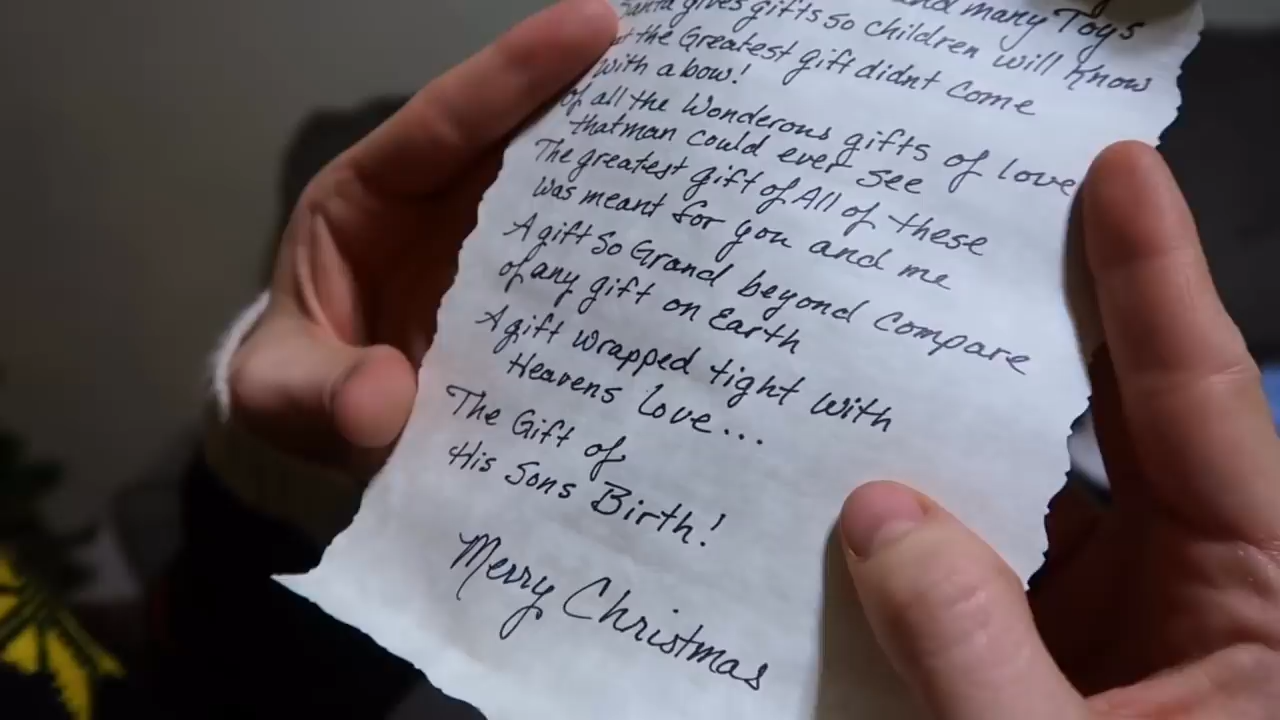 and many Toys
Santa gives gifts so children will know
the Greatest gift didnt come
with a bow!
of all the Wonderous gifts of love
that man could ever see
The greatest gift of All of these
was meant for you and me
A gift So Grand beyond compare
of any gift on Earth
A gift wrapped tight with
Heavens love...
The Gift of
His Sons Birth!
Merry Christmas